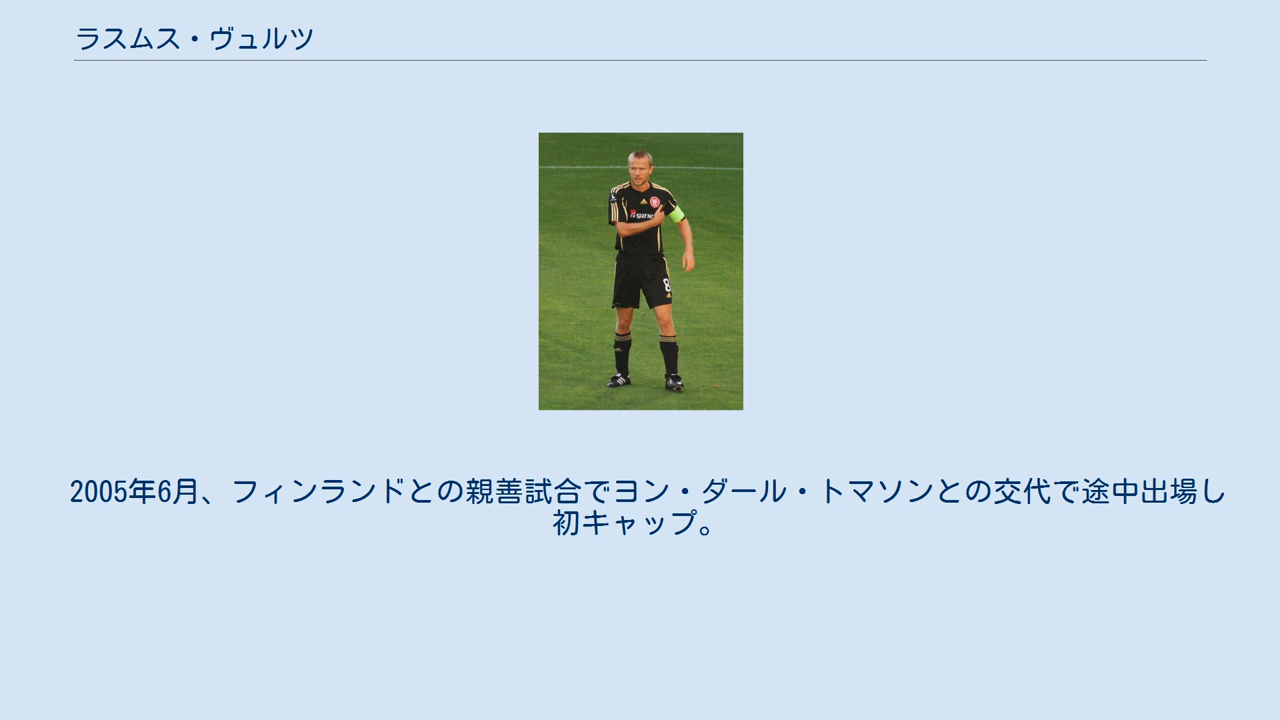 ラスムス・ヴュルツ
8
2005年6月、フィンランドとの親善試合でヨン・ダール・トマソンとの交代で途中出場し
初キャップ。